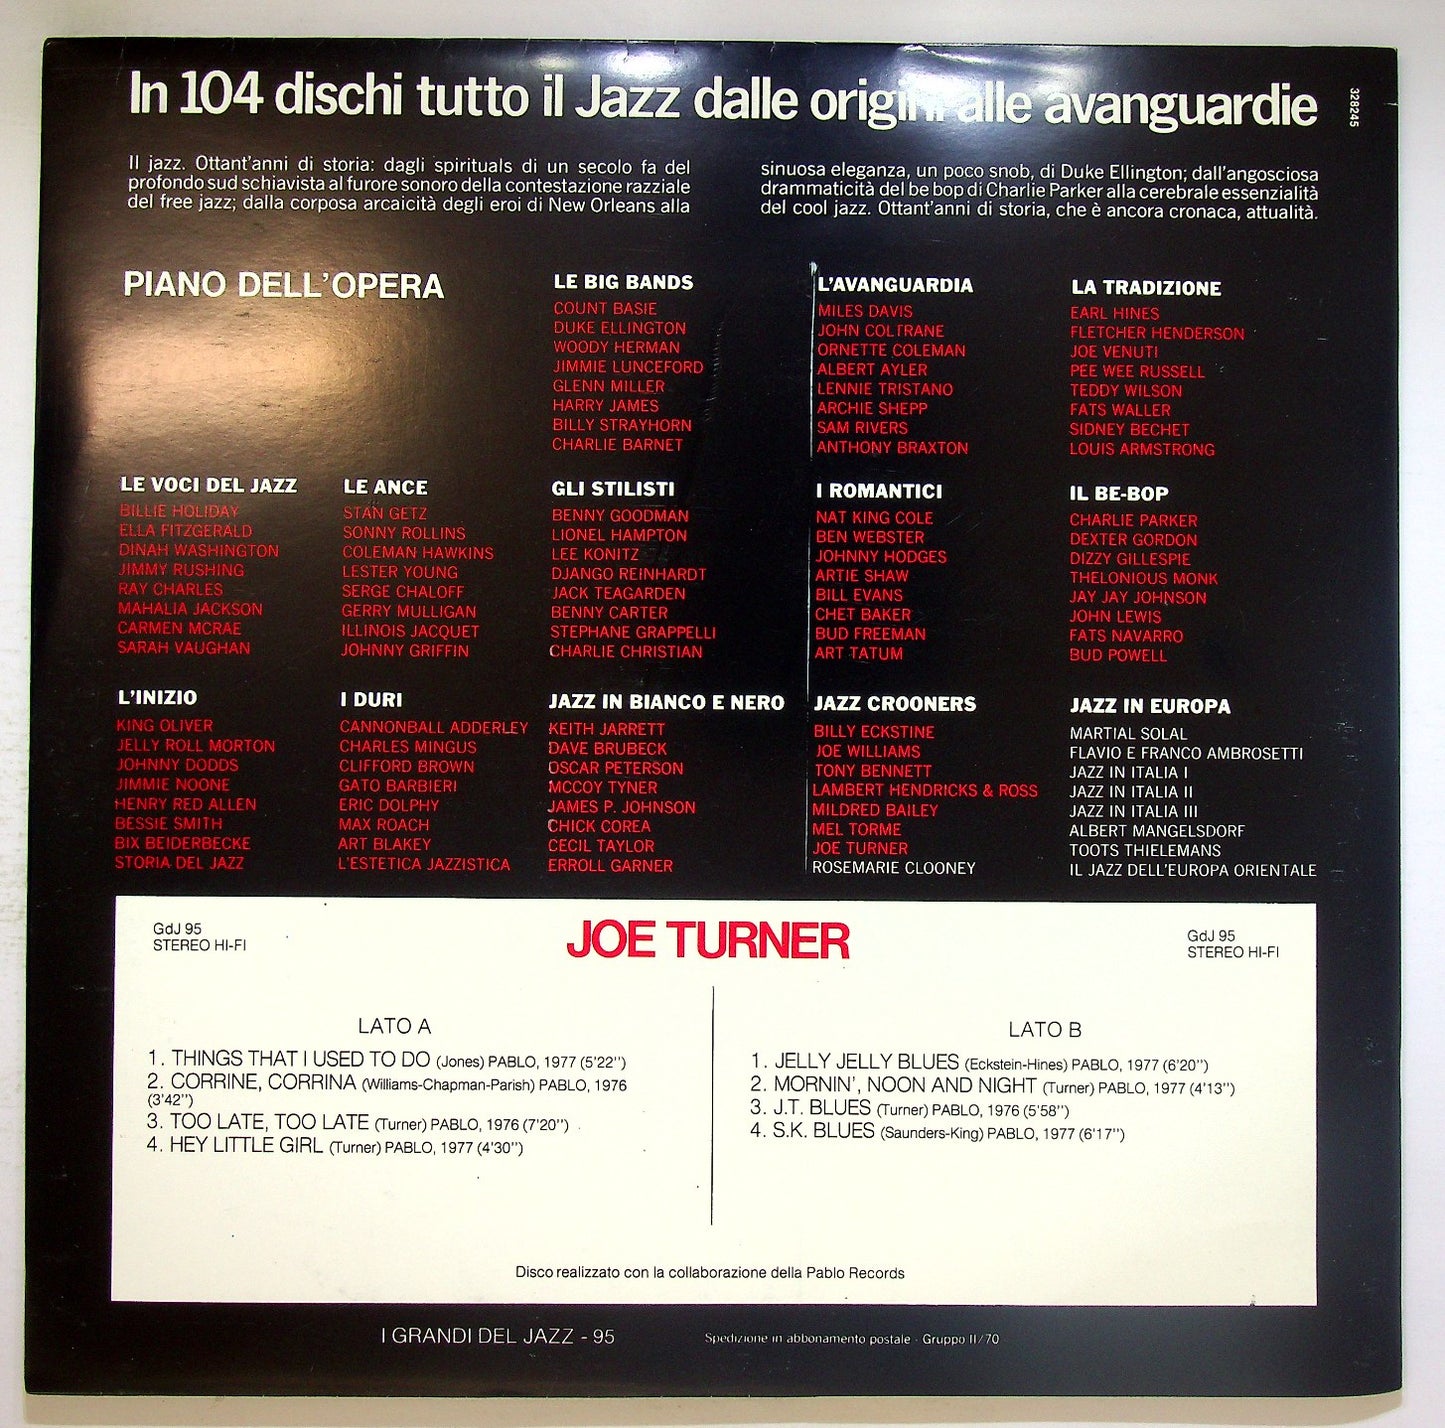 In 104 dischi tutto il Jazz dalle origini alle avanguardie
328245
Il jazz. Ottant'anni di storia: dagli spirituals di un secolo fa del
profondo sud schiavista al furore sonoro della contestazione razziale
del free jazz; dalla corposa arcaicità degli eroi di New Orleans alla
sinuosa eleganza, un poco snob, di Duke Ellington; dall'angosciosa
drammaticità del be bop di Charlie Parker alla cerebrale essenzialità
del cool jazz. Ottant'anni di storia, che è ancora cronaca, attualità.
PIANO DELL'OPERA
LE BIG BANDS
COUNT BASIE
DUKE ELLINGTON
WOODY HERMAN
JIMMIE LUNCEFORD
GLENN MILLER
HARRY JAMES
BILLY STRAYHORN
CHARLIE BARNET
L'AVANGUARDIA
MILES DAVIS
JOHN COLTRANE
ORNETTE COLEMAN
ALBERT AYLER
LENNIE TRISTANO
ARCHIE SHEPP
SAM RIVERS
ANTHONY BRAXTON
LA TRADIZIONE
EARL HINES
FLETCHER HENDERSON
JOE VENUTI
PEE WEE RUSSELL
TEDDY WILSON
FATS WALLER
SIDNEY BECHET
LOUIS ARMSTRONG
LE VOCI DEL JAZZ
BILLIE HOLIDAY
ELLA FITZGERALD
DINAH WASHINGTON
JIMMY RUSHING
RAY CHARLES
MAHALIA JACKSON
CARMEN MCRAE
SARAH VAUGHAN
LE ANCE
STAN GETZ
SONNY ROLLINS
COLEMAN HAWKINS
LESTER YOUNG
SERGE CHALOFF
GERRY MULLIGAN
ILLINOIS JACQUET
JOHNNY GRIFFIN
GLI STILISTI
BENNY GOODMAN
LIONEL HAMPTON
LEE KONITZ
DJANGO REINHARDT
JACK TEAGARDEN
BENNY CARTER
STEPHANE GRAPPELLI
CHARLIE CHRISTIAN
I ROMANTICI
NAT KING COLE
BEN WEBSTER
JOHNNY HODGES
ARTIE SHAW
BILL EVANS
CHET BAKER
BUD FREEMAN
ART TATUM
IL BE-BOP
CHARLIE PARKER
DEXTER GORDON
DIZZY GILLESPIE
THELONIOUS MONK
JAY JAY JOHNSON
JOHN LEWIS
FATS NAVARRO
BUD POWELL
L'INIZIO
KING OLIVER
JELLY ROLL MORTON
JOHNNY DODDS
JIMMIE NOONE
HENRY RED ALLEN
BESSIE SMITH
BIX BEIDERBECKE
STORIA DEL JAZZ
I DURI
CANNONBALL ADDERLEY
CHARLES MINGUS
CLIFFORD BROWN
GATO BARBIERI
ERIC DOLPHY
MAX ROACH
ART BLAKEY
L'ESTETICA JAZZISTICA
JAZZ IN BIANCO E NERO
KEITH JARRETT
DAVE BRUBECK
OSCAR PETERSON
MCCOY TYNER
JAMES P. JOHNSON
CHICK COREA
CECIL TAYLOR
ERROLL GARNER
JAZZ CROONERS
BILLY ECKSTINE
JOE WILLIAMS
TONY BENNETT
LAMBERT HENDRICKS & ROSS
MILDRED BAILEY
MEL TORME
JOE TURNER
ROSEMARIE CLOONEY
JAZZ IN EUROPA
MARTIAL SOLAL
FLAVIO E FRANCO AMBROSETTI
JAZZ IN ITALIA I
JAZZ IN ITALIA II
JAZZ IN ITALIA III
ALBERT MANGELSDORF
TOOTS THIELEMANS
IL JAZZ DELL'EUROPA ORIENTALE
GdJ 95
STEREO HI-FI
JOE TURNER
GdJ 95
STEREO HI-FI
LATO A
1. THINGS THAT I USED TO DO (Jones) PABLO, 1977 (5'22")
2. CORRINE, CORRINA (Williams-Chapman-Parish) PABLO, 1976
(3'42")
3. TOO LATE, TOO LATE (Turner) PABLO, 1976 (7'20")
4. HEY LITTLE GIRL (Turner) PABLO, 1977 (4'30")
LATO B
1. JELLY JELLY BLUES (Eckstein-Hines) PABLO, 1977 (6'20")
2. MORNIN', NOON AND NIGHT (Turner) PABLO, 1977 (4'13")
3. J.T. BLUES (Turner) PABLO, 1976 (5'58")
4. S.K. BLUES (Saunders-King) PABLO, 1977 (6'17")
Disco realizzato con la collaborazione della Pablo Records
I GRANDI DEL JAZZ - 95
Spedizione in abbonamento postale - Gruppo II/70